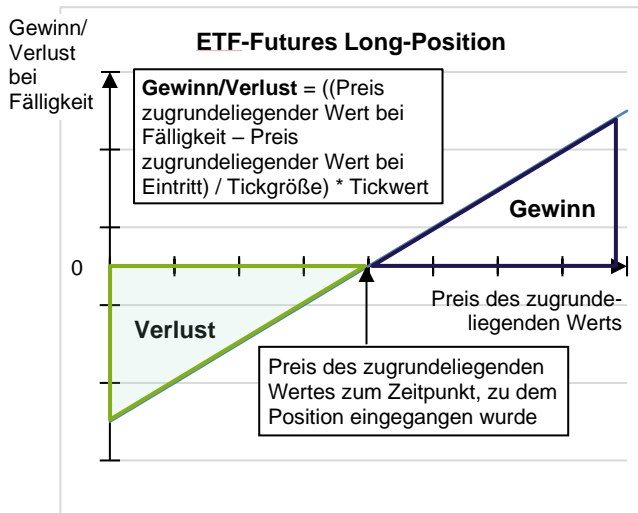 Gewinn/
Verlust
bei
Fälligkeit
ETF-Futures Long-Position
Gewinn/Verlust = ((Preis
zugrundeliegender Wert bei
Fälligkeit – Preis
zugrundeliegender Wert bei
Eintritt) / Tickgröße) * Tickwert
Gewinn
0
Preis des zugrunde-
liegenden Werts
Verlust
Preis des zugrundeliegenden
Wertes zum Zeitpunkt, zu dem
Position eingegangen wurde